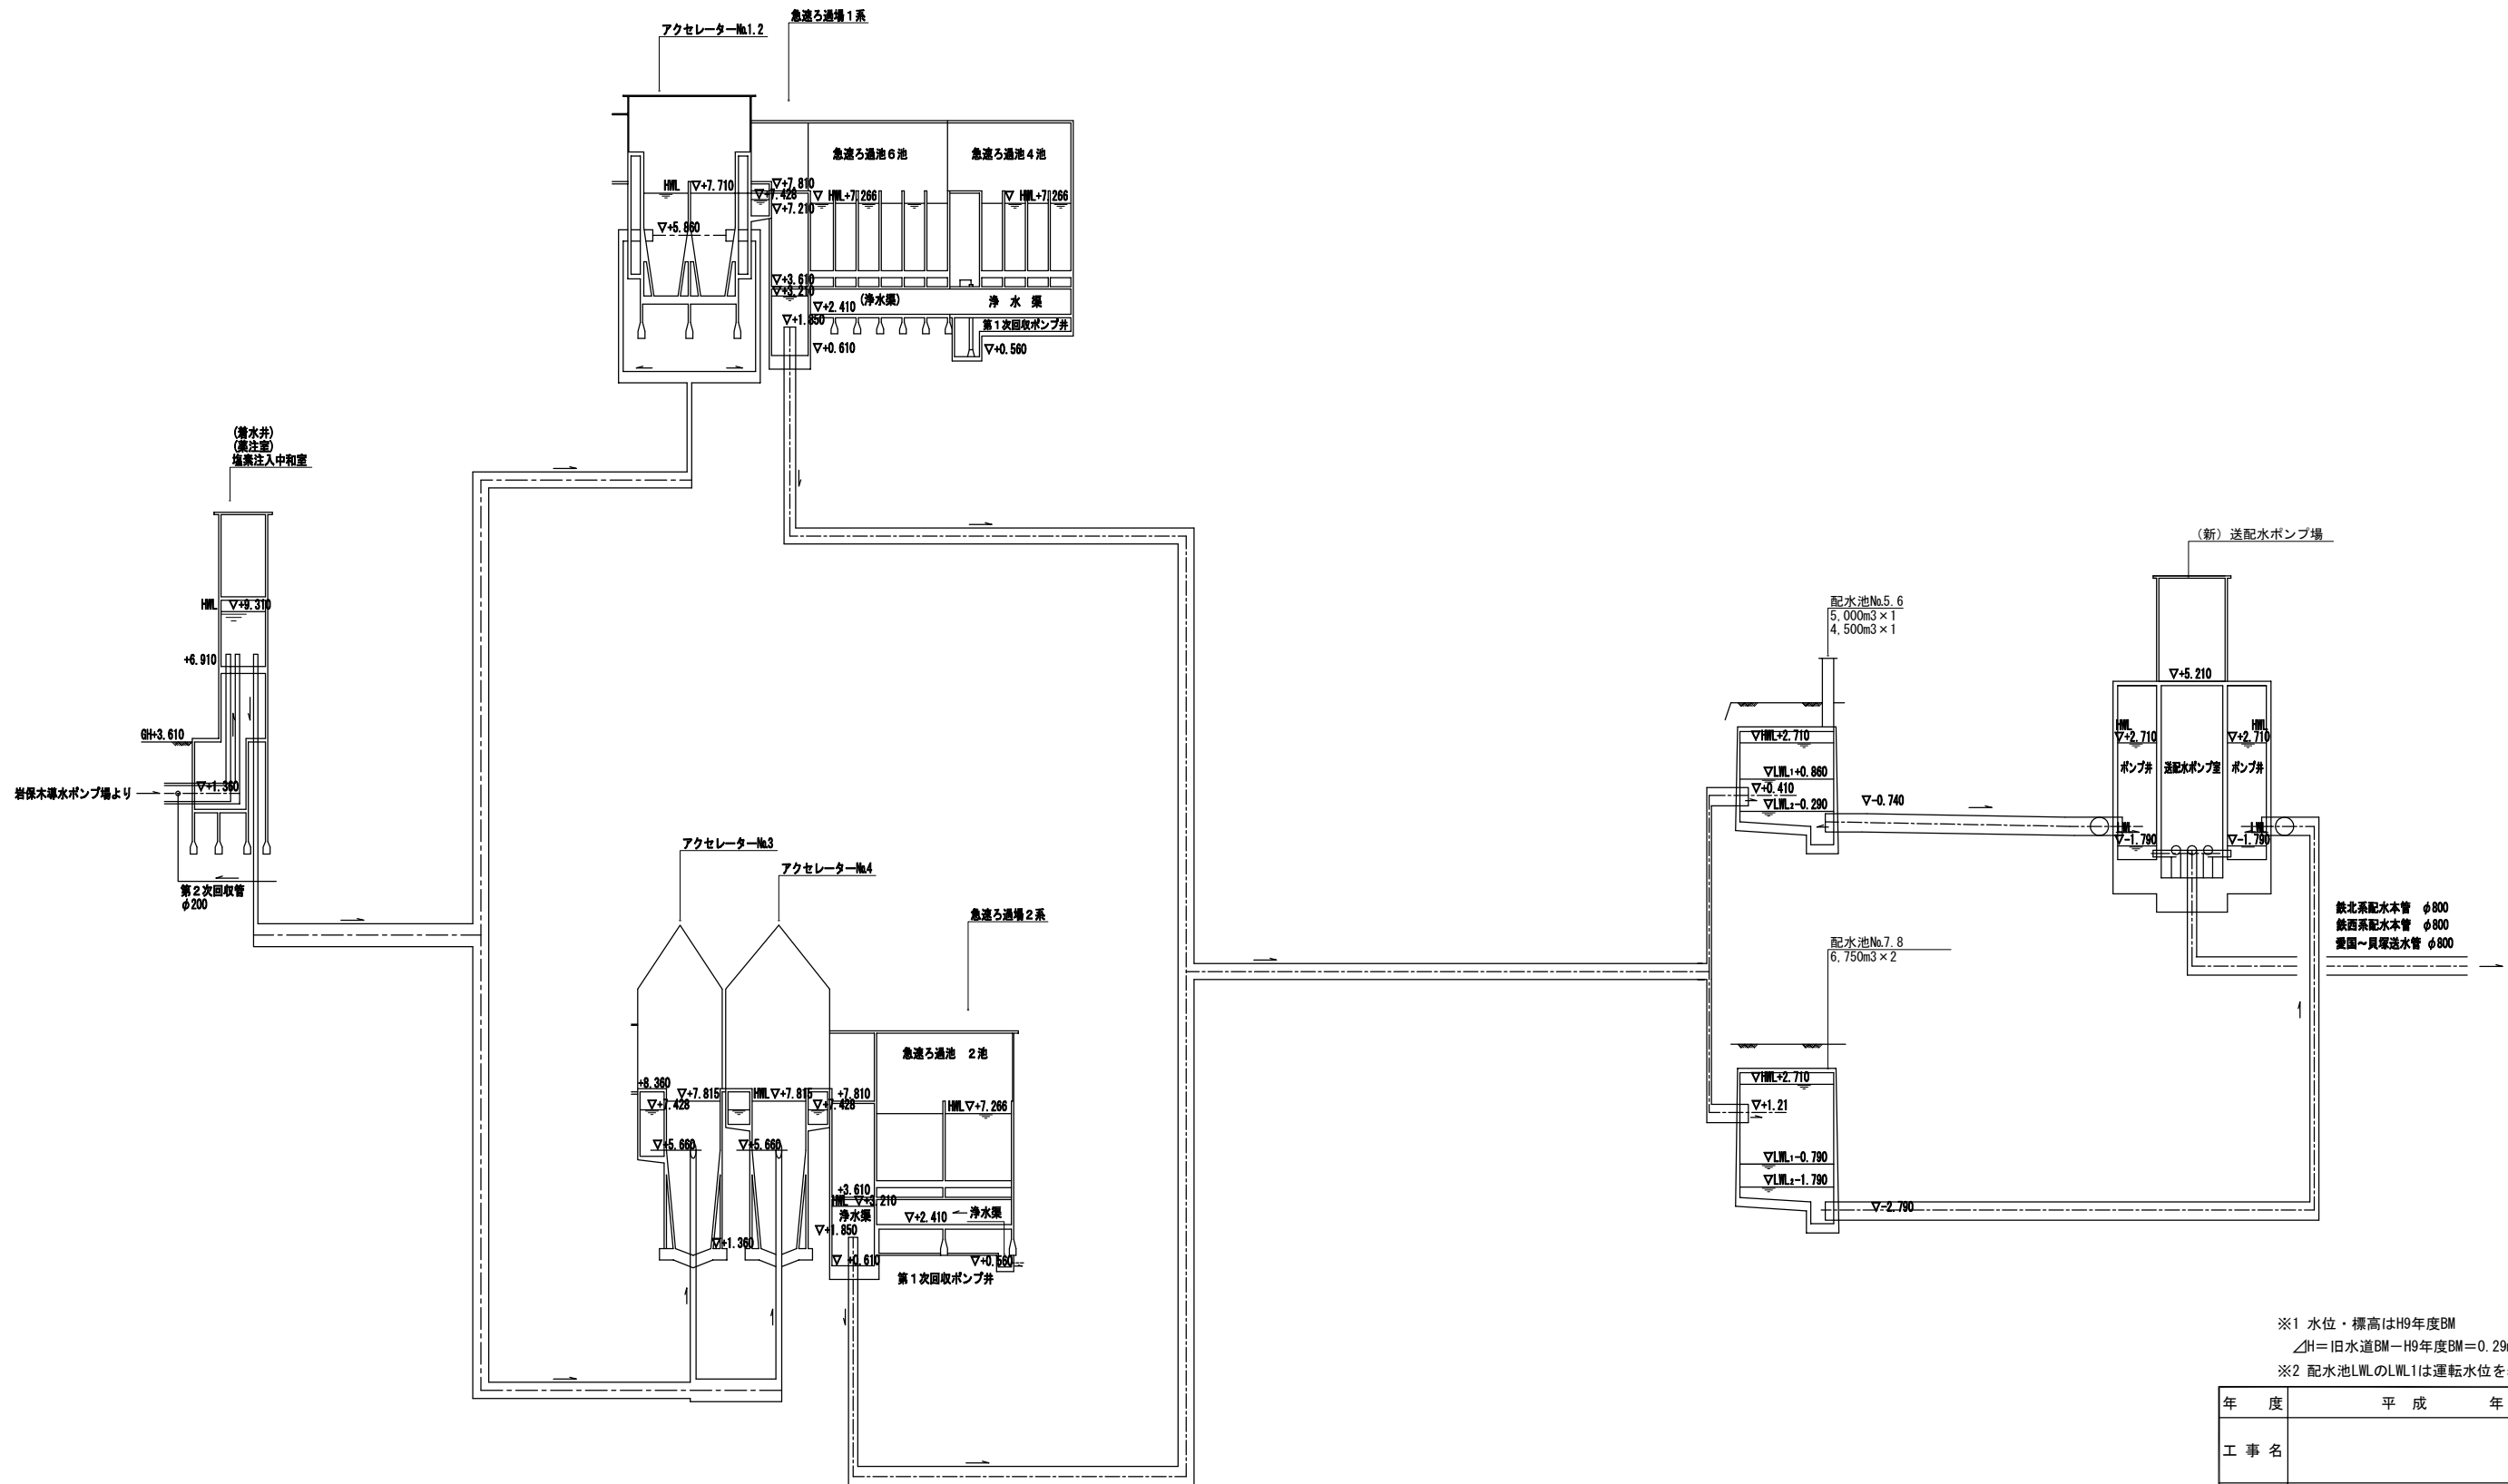 急速ろ過場1系
アクセレーター№1.2
急速ろ過池6池
急速ろ過池4池
HWL ▽+7.710
▽+7.810
▽+7.428
▽+7.210
▽ HWL+7.266
▽ HWL+7.266
▽+5.860
▽+3.610
▽+3.210
(浄水渠)
浄 水 渠
▽+2.410
▽+1.850
第1次回収ポンプ井
▽+0.610
▽+0.560
(着水井)
(薬注室)
塩素注入中和室
HWL ▽+9.310
+6.910
GH+3.610
▽+1.360
岩保木導水ポンプ場より
第2次回収管
φ200
アクセレーター№3
アクセレーター№4
急速ろ過場2系
急速ろ過池 2池
+8.360
▽+7.815
HWL▽+7.815
+7.810
▽+7.428
▽+7.428
HWL▽+7.266
▽+5.660
▽+5.660
+3.610
HWL ▽+3.210
浄水渠
▽+2.410
浄水渠
▽+1.850
▽+1.360
▽ +0.610
▽+0.560
第1次回収ポンプ井
配水池№5.6
5,000m3×1
4,500m3×1
▽HWL+2.710
▽LWL1+0.860
▽+0.410
▽LWL2-0.290
▽-0.740
配水池№7.8
6,750m3×2
▽HWL+2.710
▽+1.21
▽LWL1-0.790
▽LWL2-1.790
▽-2.790
(新) 送配水ポンプ場
▽+5.210
HWL
▽+2.710
HWL
▽+2.710
ポンプ井
送配水ポンプ室
ポンプ井
LWL
▽-1.790
LWL
▽-1.790
鉄北系配水本管 φ800
鉄西系配水本管 φ800
愛国～貝塚送水管 φ800
※1 水位・標高はH9年度BM
⊿H＝旧水道BM－H9年度BM＝0.29
※2 配水池LWLのLWL1は運転水位を
年 度
平 成 年
工 事 名